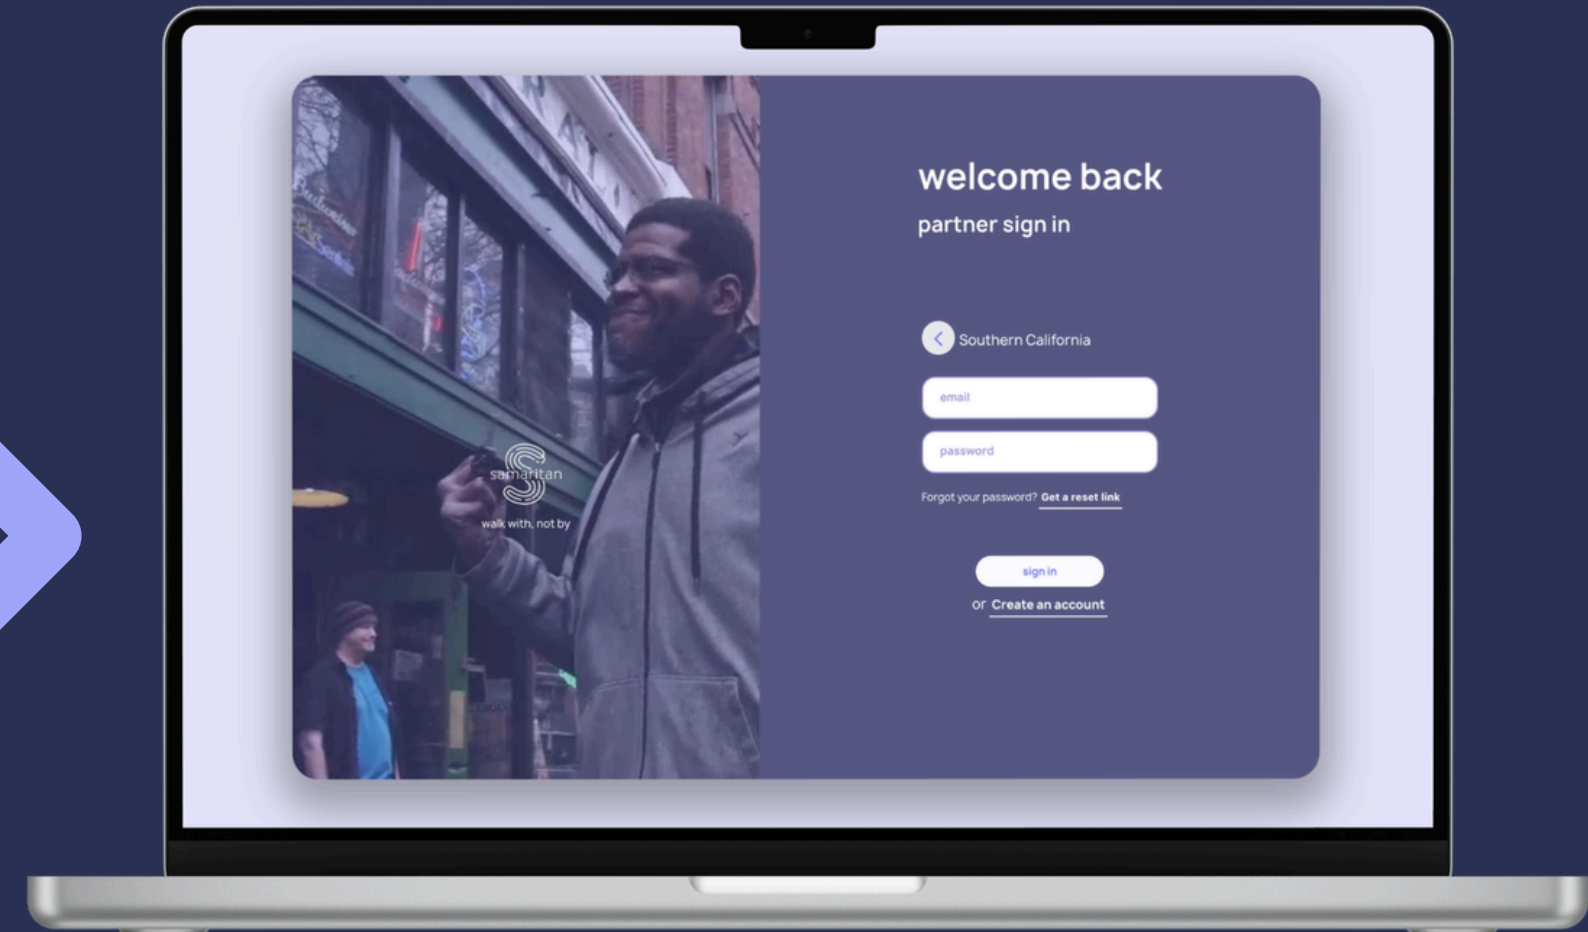 Budweiser
samaritan
walk with, not by
welcome back
partner sign in
Southern California
email
password
Forgot your password? Get a reset link
sign in
or Create an account